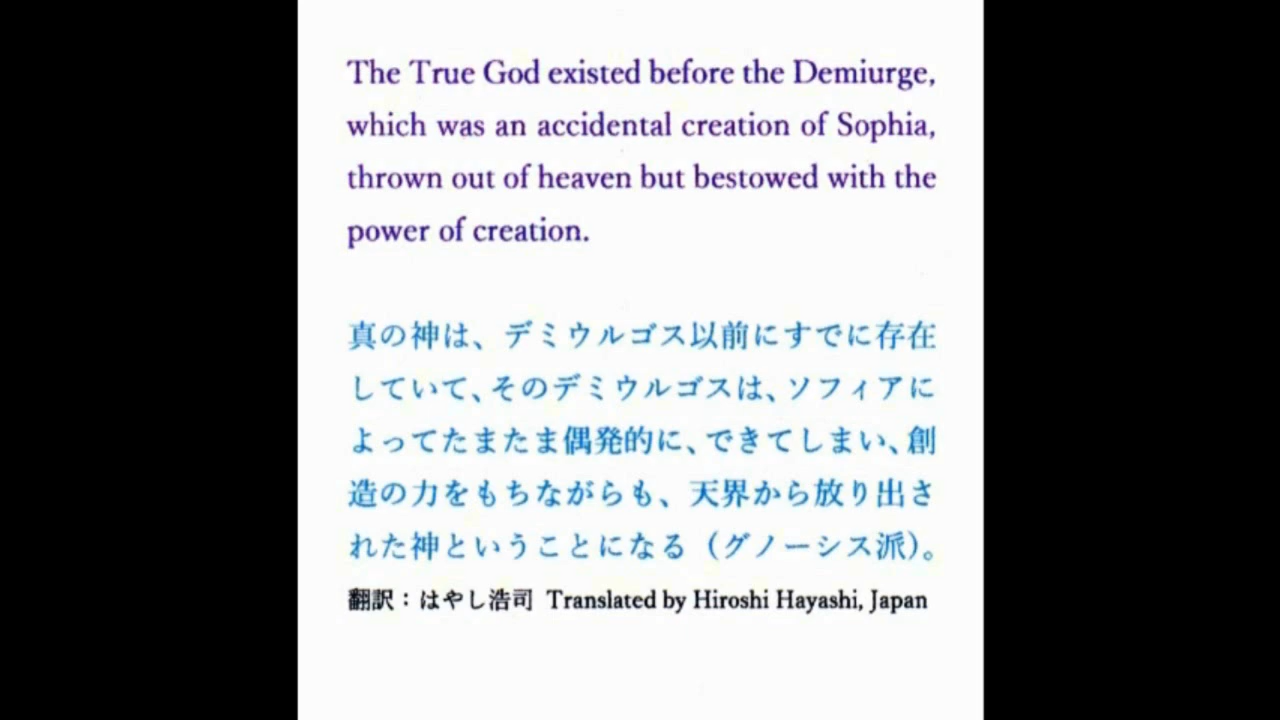 The True God existed before the Demiurge,
which was an accidental creation of Sophia,
thrown out of heaven but bestowed with the
power of creation.
真の神は、デミウルゴス以前にすでに存在
していて、そのデミウルゴスは、ソフィアに
よってたまたま偶発的に、できてしまい、創
造の力をもちながらも、天界から放り出さ
れた神ということになる（グノーシス派）。
翻訳：はやし浩司 Translated by Hiroshi Hayashi, Japan